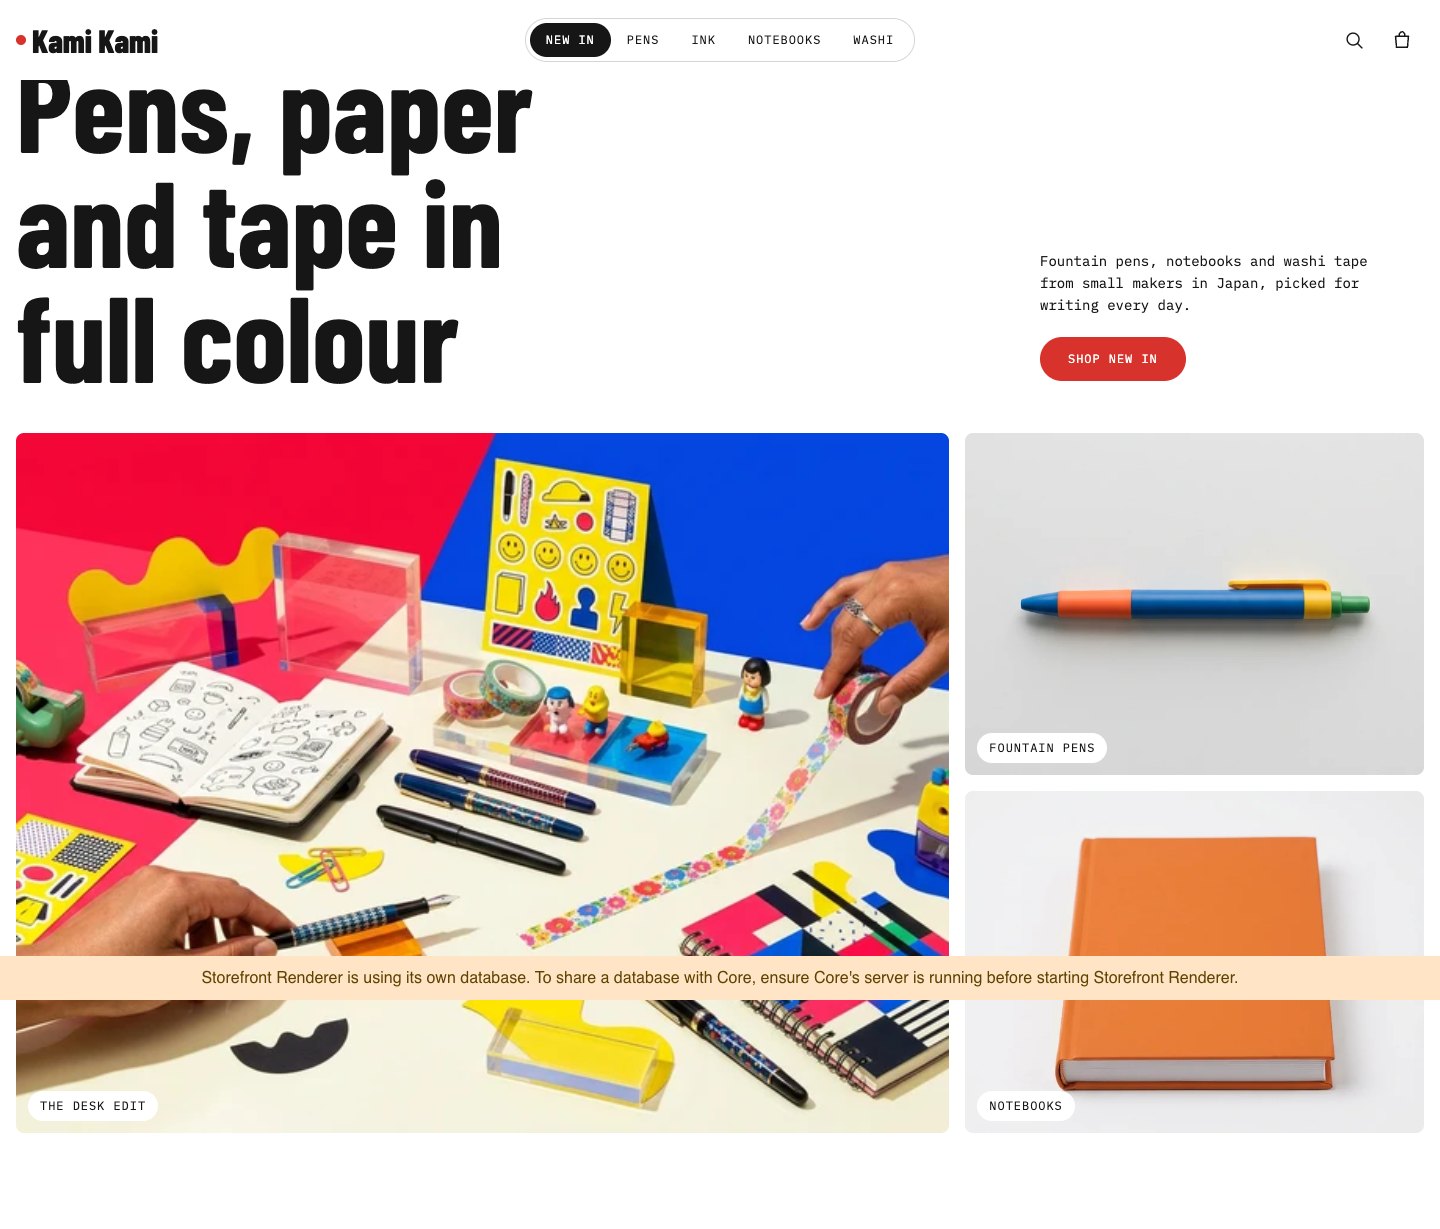 Kami Kami
NEW IN
PENS
INK
NOTEBOOKS
WASHI
Pens, paper
and tape in
full colour
Fountain pens, notebooks and washi tape
from small makers in Japan, picked for
writing every day.
SHOP NEW IN
FOUNTAIN PENS
Storefront Renderer is using its own database. To share a database with Core, ensure Core's server is running before starting Storefront Renderer.
THE DESK EDIT
NOTEBOOKS